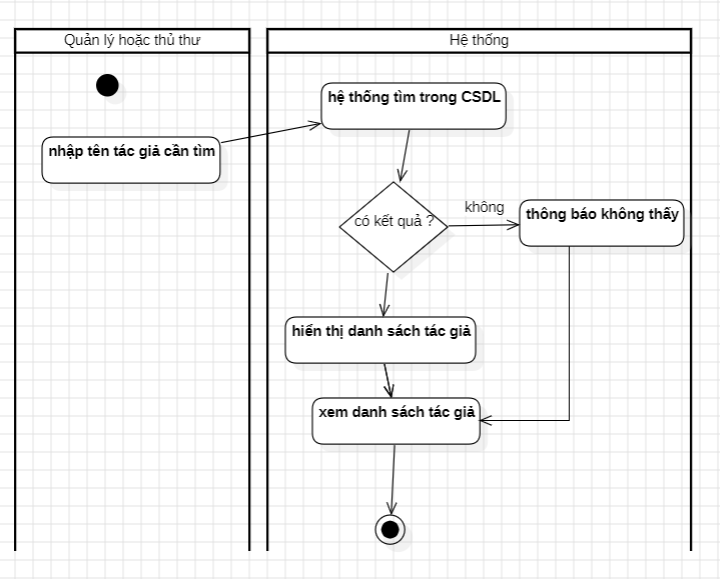 Quản lý hoặc thủ thư
Hệ thống
hệ thống tìm trong CSDL
nhập tên tác giả cần tìm
có kết quả ?
không
thông báo không thấy
hiển thị danh sách tác giả
xem danh sách tác giả